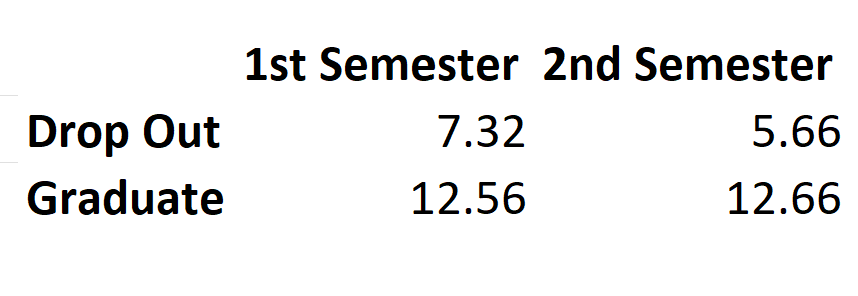 1st Semester 2nd Semester
Drop Out 7.32 5.66
Graduate 12.56 12.66